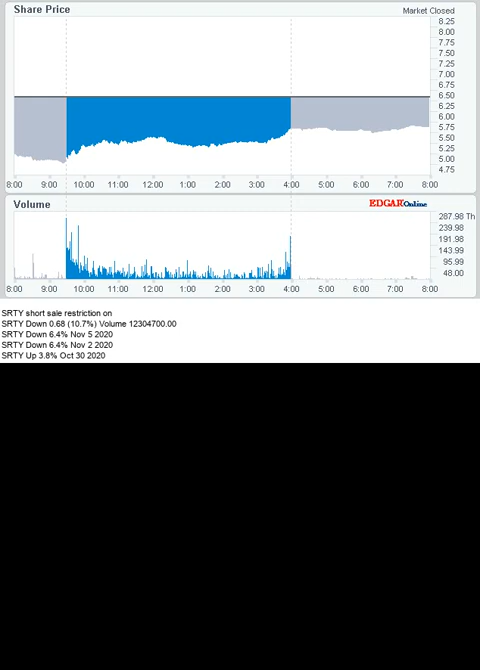 Share Price
Market Closed
8.25
8.00
7.75
7.50
7.25
7.00
6.75
6.50
6.25
6.00
5.75
5.50
5.25
5.00
4.75
8:00 9:00 10:00 11:00 12:00 1:00 2:00 3:00 4:00 5:00 6:00 7:00 8:00
Volume
EDGAROnline
287.98 Th
239.98
191.98
143.99
95.99
48.00
8:00 9:00 10:00 11:00 12:00 1:00 2:00 3:00 4:00 5:00 6:00 7:00 8:00
SRTY short sale restriction on
SRTY Down 0.68 (10.7%) Volume 12304700.00
SRTY Down 6.4% Nov 5 2020
SRTY Down 6.4% Nov 2 2020
SRTY Up 3.8% Oct 30 2020